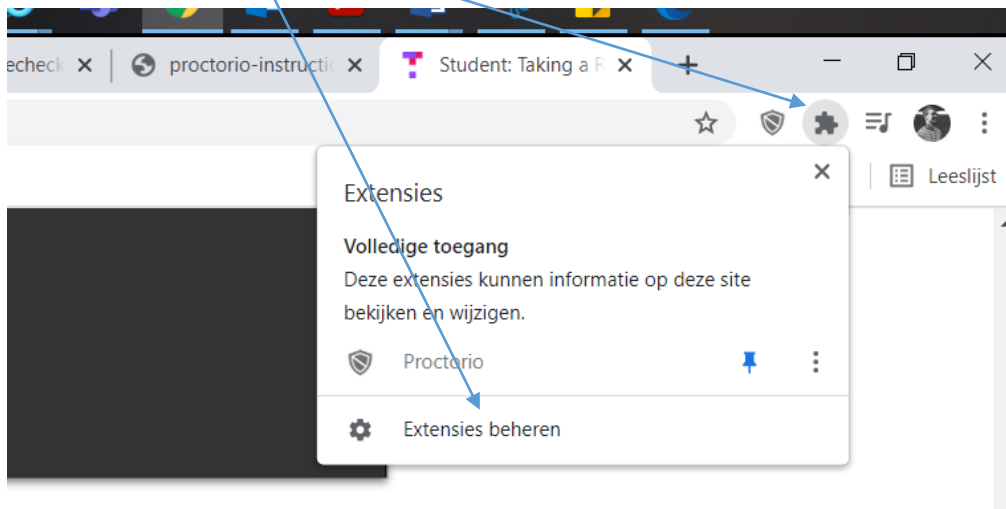 echeck
proctorio-instructi
Student: Taking a R
Leeslijst
Extensies
Volledige toegang
Deze extensies kunnen informatie op deze site
bekijken en wijzigen.
Proctorio
Extensies beheren